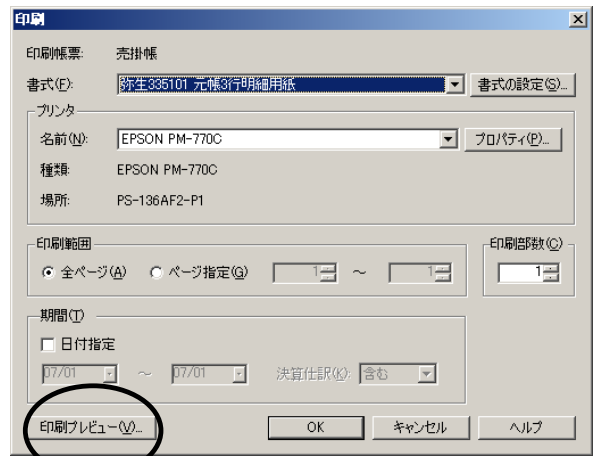 印刷
印刷帳票: 売掛帳
書式(F): 弥生335101 元帳3行明細用紙 書式の設定(S)...
プリンタ
名前(N): EPSON PM-770C プロパティ(P)...
種類: EPSON PM-770C
場所: PS-136AF2-P1
印刷範囲 印刷部数(C)
全ページ(A) ページ指定(G) 1 ～ 1 1
期間(T)
日付指定
07/01 ～ 07/01 決算仕訳(K): 含む
印刷プレビュー(V)... OK キャンセル ヘルプ